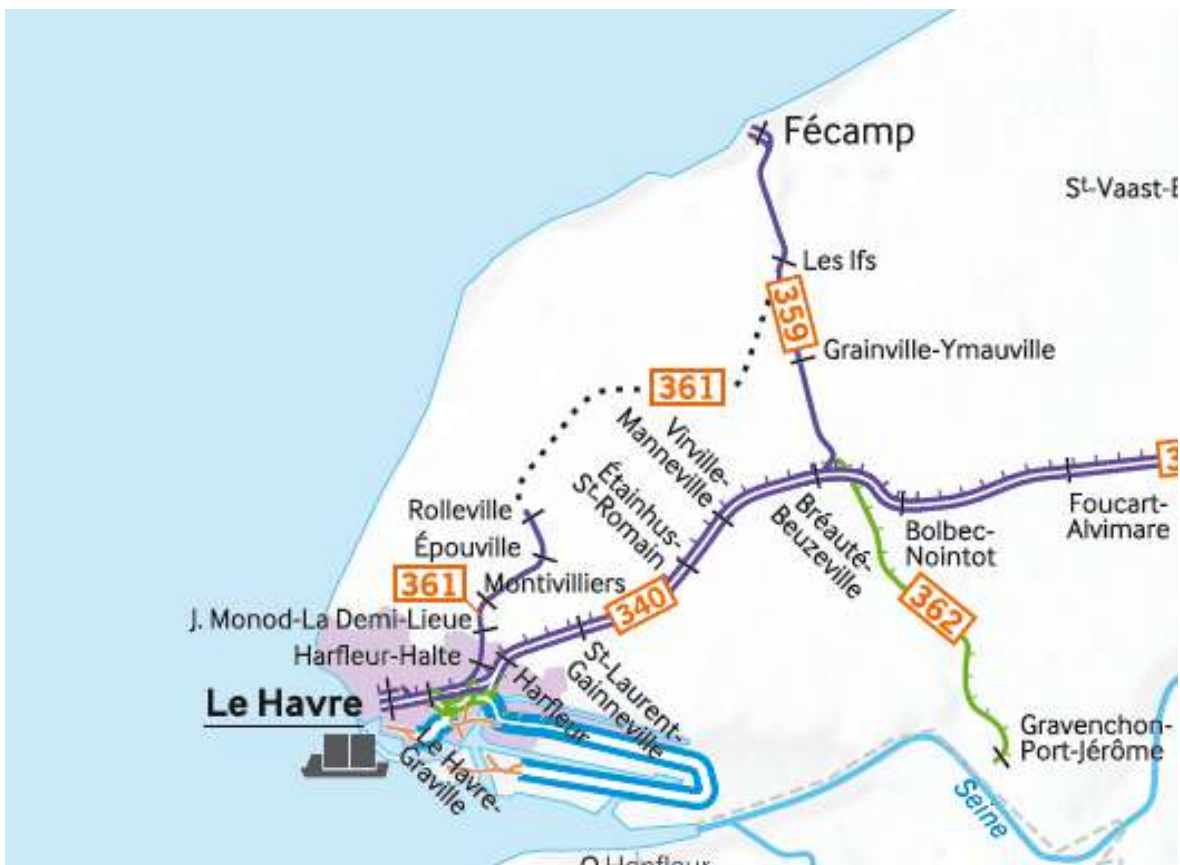 Fécamp
St-Vaast-
Les Ifs
359
Grainville-Ymauville
361
Virville-
Manneville
Étainhus-
St-Romain
Rolleville
Épouville
361
Montivilliers
J. Monod-La Demi-Lieue
Harfleur-Halte
340
Bréauté-
Beuzeville
Bolbec-
Nointot
Foucart-
Alvimare
362
St-Laurent-
Gainneville
Harfleur
Le Havre
Le Havre-
Graville
Gravenchon-
Port-Jérôme
Seine
Honfleur